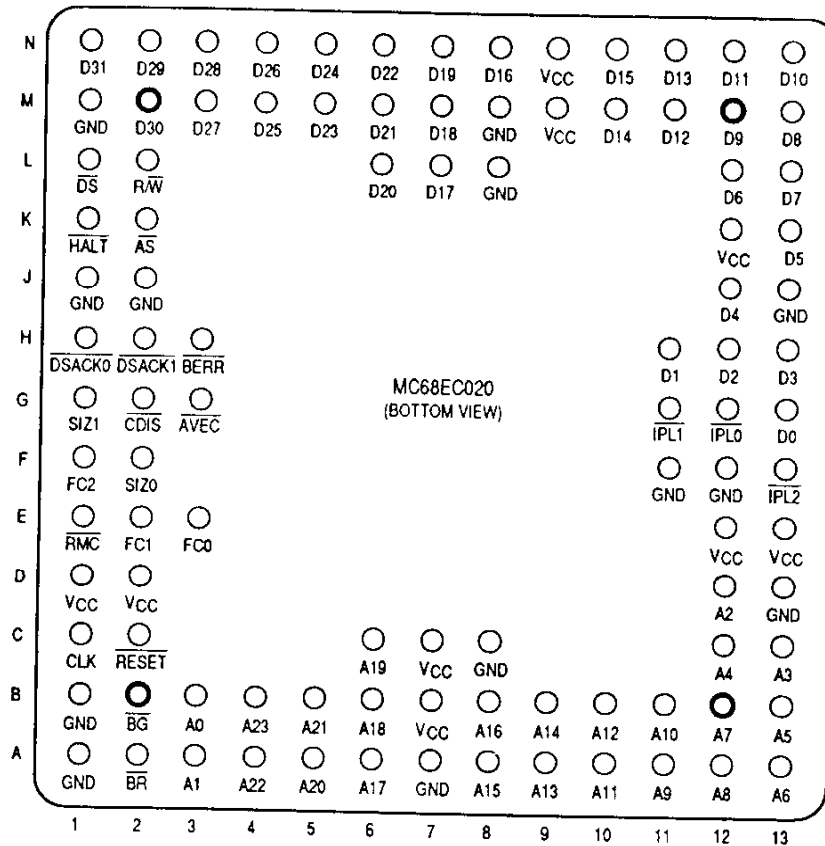 N
D31 D29 D28 D26 D24 D22 D19 D16 VCC D15 D13 D11 D10
M
GND D30 D27 D25 D23 D21 D18 GND VCC D14 D12 D9 D8
L
DS R/W D20 D17 GND D6 D7
K
HALT AS VCC D5
J
GND GND D4 GND
H
DSACK0 DSACK1 BERR D1 D2 D3
MC68EC020
(BOTTOM VIEW)
G
SIZ1 CDIS AVEC IPL1 IPL0 D0
F
FC2 SIZ0 GND GND IPL2
E
RMC FC1 FC0 VCC VCC
D
VCC VCC A2 GND
C
CLK RESET A19 VCC GND A4 A3
B
GND BG A0 A23 A21 A18 VCC A16 A14 A12 A10 A7 A5
A
GND BR A1 A22 A20 A17 GND A15 A13 A11 A9 A8 A6
1 2 3 4 5 6 7 8 9 10 11 12 13